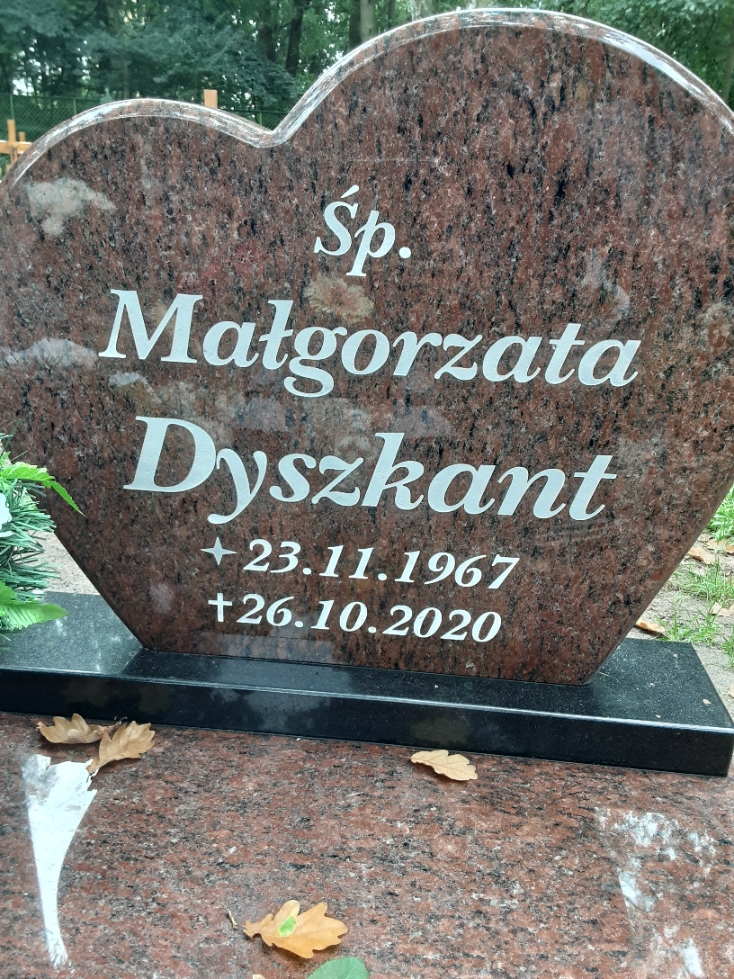 Śp.
Małgorzata
Dyszkant
✦23.11.1967
✝26.10.2020